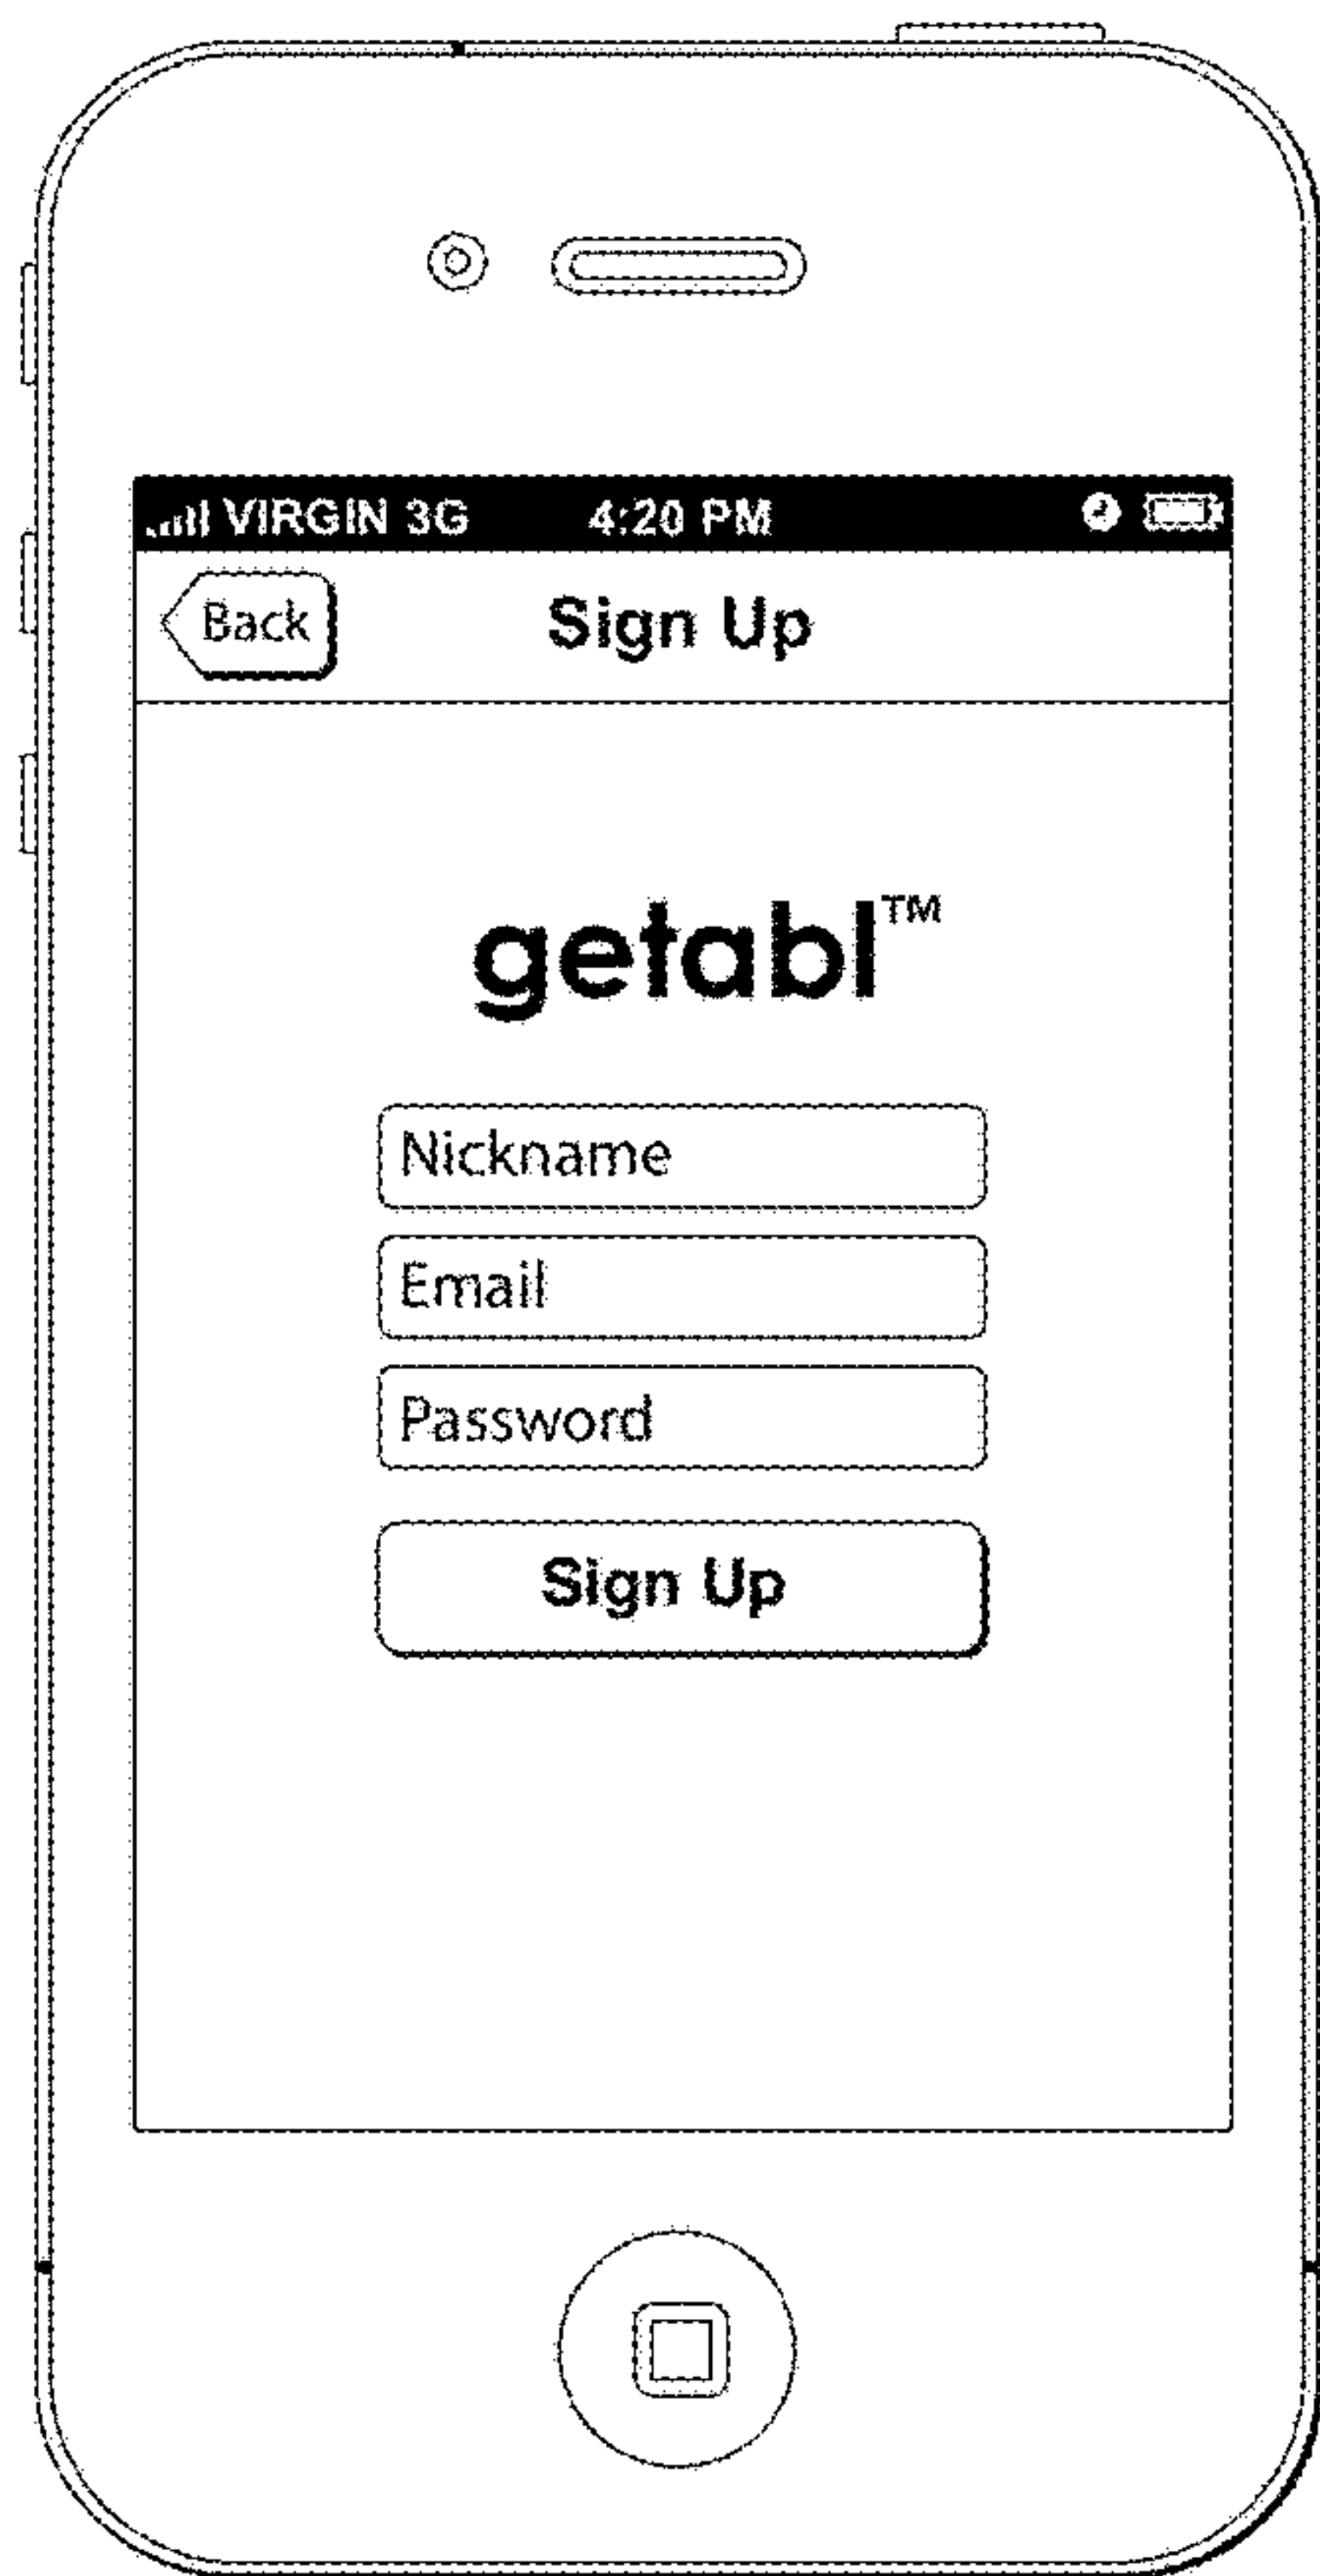 VIRGIN 3G 4:20 PM
Back Sign Up
getabl™
Nickname
Email
Password
Sign Up